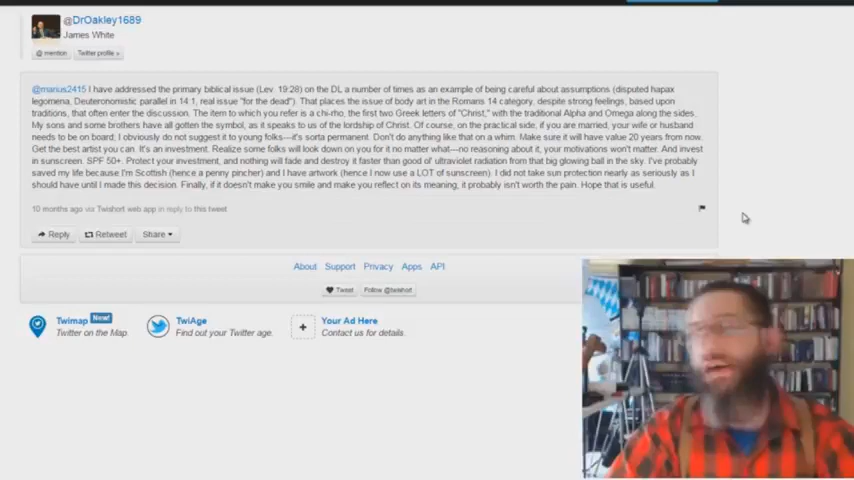 @DrOakley1689
James White
@ mention
Twitter profile »
@marius2415 I have addressed the primary biblical issue (Lev. 19:28) on the DL a number of times as an example of being careful about assumptions (disputed hapax
legomena, Deuteronomistic parallel in 14:1, real issue "for the dead"). That places the issue of body art in the Romans 14 category, despite strong feelings, based upon
traditions, that often enter the discussion. The item to which you refer is a chi-rho, the first two Greek letters of "Christ," with the traditional Alpha and Omega along the sides.
My sons and some brothers have all gotten the symbol, as it speaks to us of the lordship of Christ. Of course, on the practical side, if you are married, your wife or husband
needs to be on board, I obviously do not suggest it to young folks---it's sorta permanent. Don't do anything like that on a whim. Make sure it will have value 20 years from now.
Get the best artist you can. It's an investment. Realize some folks will look down on you for it no matter what---no reasoning about it, your motivations won't matter. And invest
in sunscreen. SPF 50+. Protect your investment, and nothing will fade and destroy it faster than good ol' ultraviolet radiation from that big glowing ball in the sky. I've probably
saved my life because I'm Scottish (hence a penny pincher) and I have artwork (hence I now use a LOT of sunscreen). I did not take sun protection nearly as seriously as I
should have until I made this decision. Finally, if it doesn't make you smile and make you reflect on its meaning, it probably isn't worth the pain. Hope that is useful.
10 months ago via Twishort web app in reply to this tweet
Reply
Retweet
Share
About Support Privacy Apps API
Tweet
Follow @twishort
Twimap New!
Twitter on the Map.
TwiAge
Find out your Twitter age.
Your Ad Here
Contact us for details.